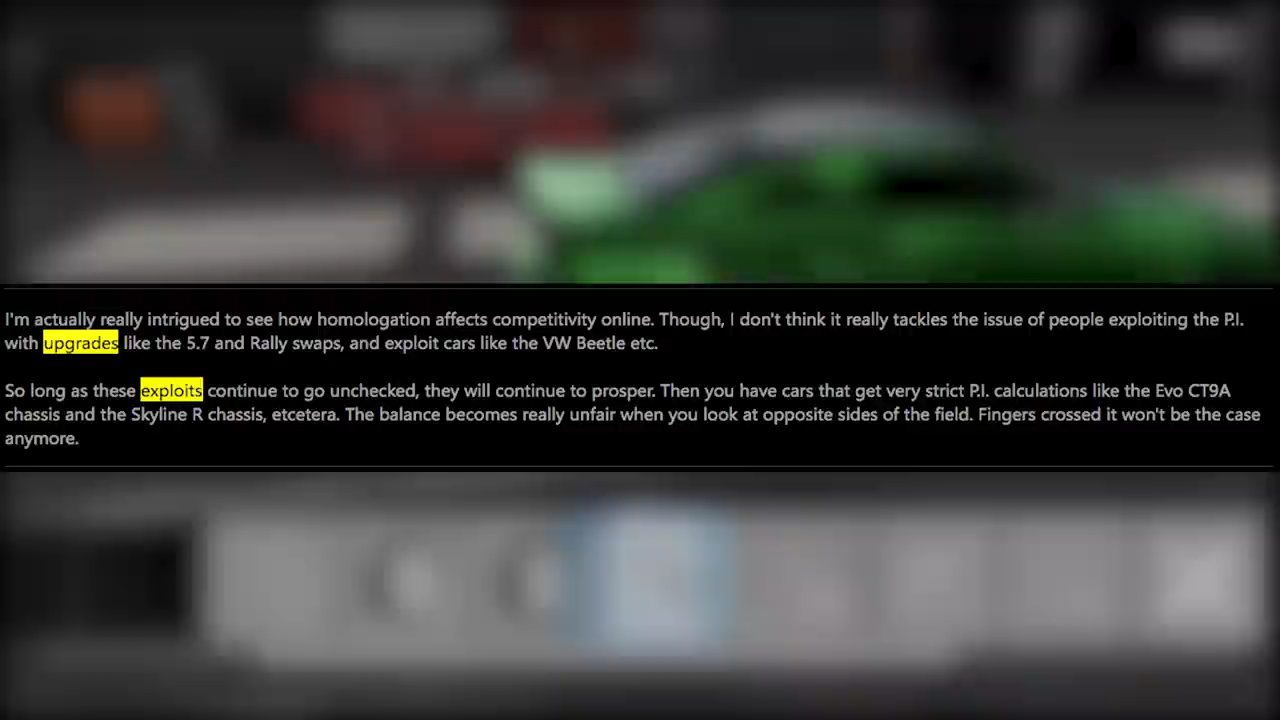 I'm actually really intrigued to see how homologation affects competitivity online. Though, I don't think it really tackles the issue of people exploiting the P.I.
with upgrades like the 5.7 and Rally swaps, and exploit cars like the VW Beetle etc.
So long as these exploits continue to go unchecked, they will continue to prosper. Then you have cars that get very strict P.I. calculations like the Evo CT9A
chassis and the Skyline R chassis, etcetera. The balance becomes really unfair when you look at opposite sides of the field. Fingers crossed it won't be the case
anymore.